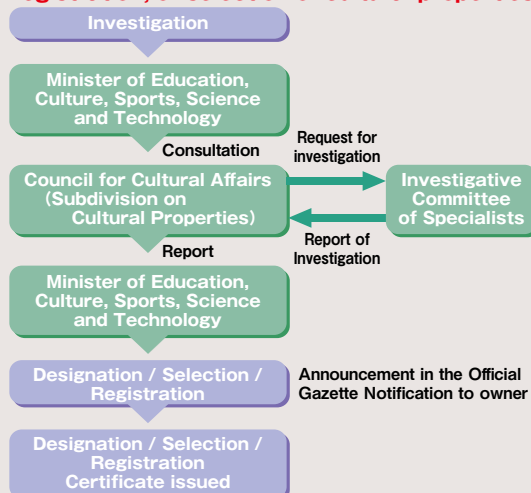 Investigation
Minister of Education,
Culture, Sports, Science
and Technology
Consultation
Request for
investigation
Council for Cultural Affairs
(Subdivision on
Cultural Properties)
Investigative
Committee
of Specialists
Report
Report of
Investigation
Minister of Education,
Culture, Sports, Science
and Technology
Designation / Selection /
Registration
Announcement in the Official
Gazette Notification to owner
Designation / Selection /
Registration
Certificate issued